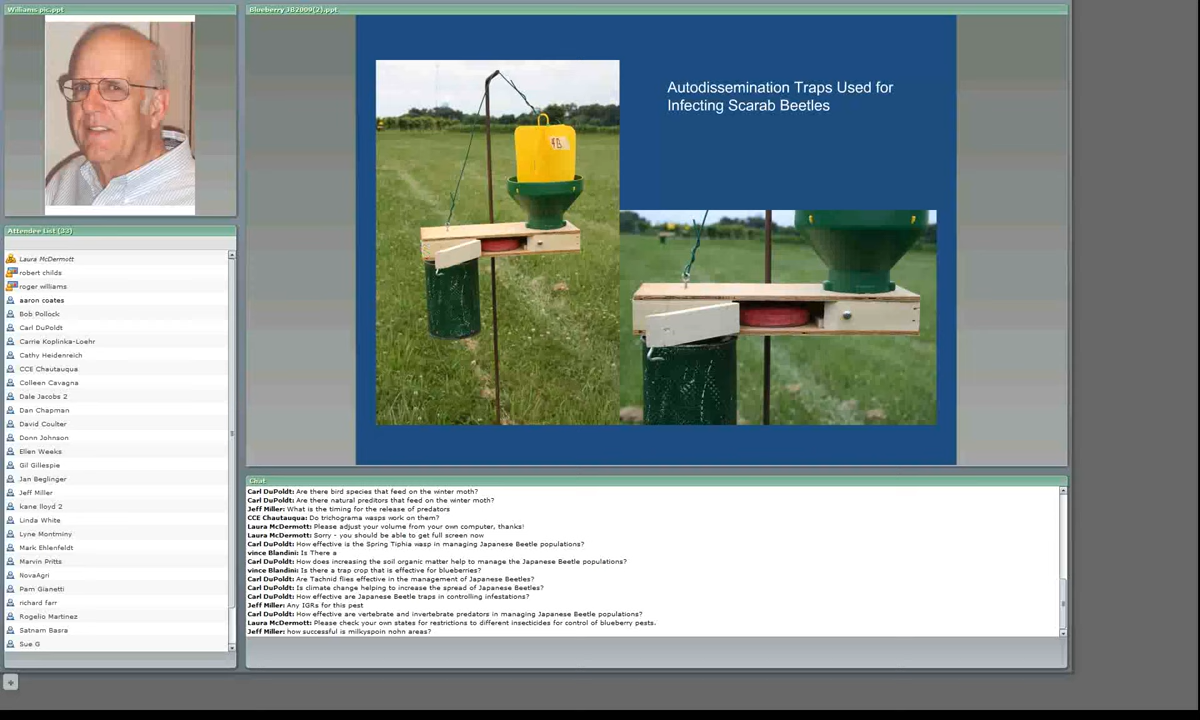 Williams pic.ppt
Attendee List (33)
Laura McDermott
robert childs
roger williams
aaron coates
Bob Pollock
Carl DuPoldt
Carrie Koplinka-Loehr
Cathy Heidenreich
CCE Chautauqua
Colleen Cavagna
Dale Jacobs 2
Dan Chapman
David Coulter
Donn Johnson
Ellen Weeks
Gil Gillespie
Jan Beglinger
Jeff Miller
kane lloyd 2
Linda White
Lyne Montminy
Mark Ehlenfeldt
Marvin Pritts
NovaAgri
Pam Gianetti
richard farr
Rogelio Martinez
Satnam Basra
Sue G
Blueberry JB2009(2).ppt
Autodissemination Traps Used for
Infecting Scarab Beetles
Chat
Carl DuPoldt: Are there bird species that feed on the winter moth?
Carl DuPoldt: Are there natural preditors that feed on the winter moth?
Jeff Miller: What is the timing for the release of predators
CCE Chautauqua: Do trichograma wasps work on them?
Laura McDermott: Please adjust your volume from your own computer, thanks!
Laura McDermott: Sorry - you should be able to get full screen now
Carl DuPoldt: How effective is the Spring Tiphia wasp in managing Japanese Beetle populations?
vince Blandini: Is There a
Carl DuPoldt: How does increasing the soil organic matter help to manage the Japanese Beetle populations?
vince Blandini: Is there a trap crop that is effective for blueberries?
Carl DuPoldt: Are Tachnid flies effective in the management of Japanese Beetles?
Carl DuPoldt: Is climate change helping to increase the spread of Japanese Beetles?
Carl DuPoldt: How effective are Japanese Beetle traps in controlling infestations?
Jeff Miller: Any IGRs for this pest
Carl DuPoldt: How effective are vertebrate and invertebrate predators in managing Japanese Beetle populations?
Laura McDermott: Please check your own states for restrictions to different insecticides for control of blueberry pests.
Jeff Miller: how successful is milkyspoin nohn areas?